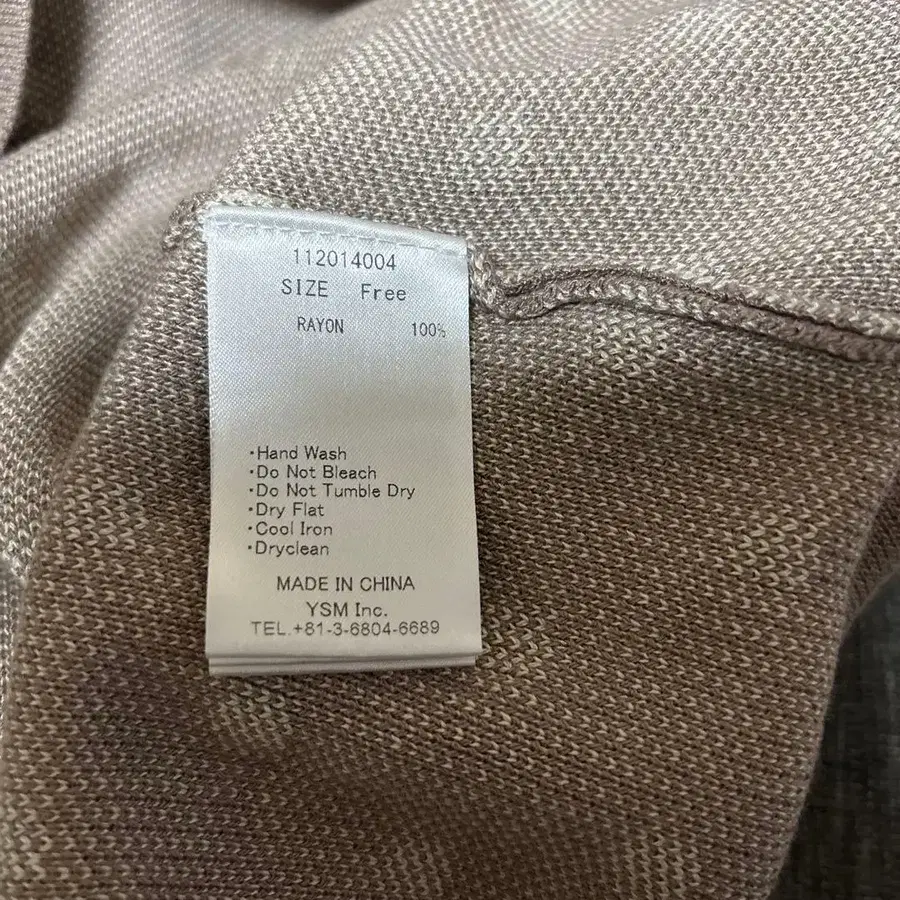 112014004
SIZE Free
RAYON 100%
・Hand Wash
・Do Not Bleach
・Do Not Tumble Dry
・Dry Flat
・Cool Iron
・Dryclean
MADE IN CHINA
YSM Inc.
TEL.+81-3-6804-6689